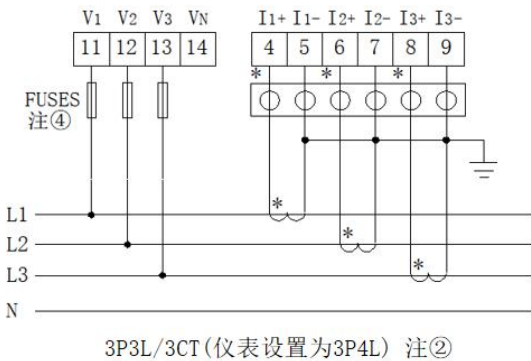 V1 V2 V3 VN I1+ I1- I2+ I2- I3+ I3-
11 12 13 14 4 5 6 7 8 9
* * *
FUSES
注④
L1 *
L2 *
L3 *
N
3P3L/3CT(仪表设置为3P4L) 注②